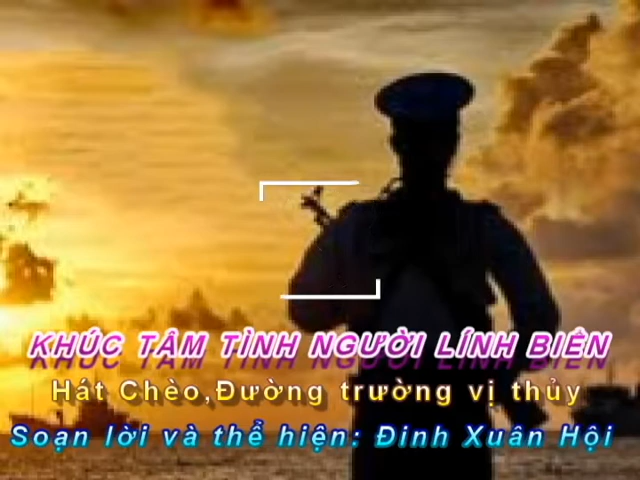 KHÚC TÂM TÌNH NGƯỜI LÍNH BIỂN
Hát Chèo,Đường trường vị thủy
Soạn lời và thể hiện: Đinh Xuân Hội